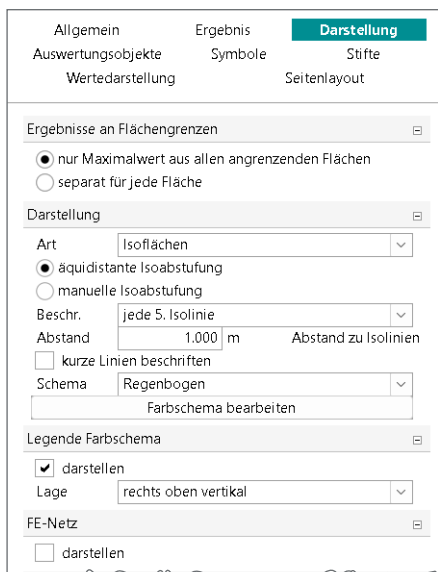 Allgemein Ergebnis Darstellung
Auswertungsobjekte Symbole Stifte
Wertedarstellung Seitenlayout
Ergebnisse an Flächengrenzen
nur Maximalwert aus allen angrenzenden Flächen
separat für jede Fläche
Darstellung
Art Isoflächen
äquidistante Isoabstufung
manuelle Isoabstufung
Beschr. jede 5. Isolinie
Abstand 1.000 m Abstand zu Isolinien
kurze Linien beschriften
Schema Regenbogen
Farbschema bearbeiten
Legende Farbschema
darstellen
Lage rechts oben vertikal
FE-Netz
darstellen